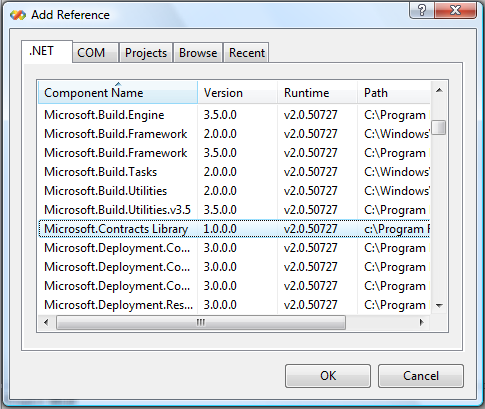 Add Reference
.NET COM Projects Browse Recent
Component Name Version Runtime Path
Microsoft.Build.Engine 3.5.0.0 v2.0.50727 C:\Program
Microsoft.Build.Framework 2.0.0.0 v2.0.50727 C:\Windows\
Microsoft.Build.Framework 3.5.0.0 v2.0.50727 C:\Program
Microsoft.Build.Tasks 2.0.0.0 v2.0.50727 C:\Windows\
Microsoft.Build.Utilities 2.0.0.0 v2.0.50727 C:\Windows\
Microsoft.Build.Utilities.v3.5 3.5.0.0 v2.0.50727 C:\Program
Microsoft.Contracts Library 1.0.0.0 v2.0.50727 c:\Program F
Microsoft.Deployment.Co... 3.0.0.0 v2.0.50727 C:\Program
Microsoft.Deployment.Co... 3.0.0.0 v2.0.50727 C:\Program
Microsoft.Deployment.Co... 3.0.0.0 v2.0.50727 C:\Program
Microsoft.Deployment.Res... 3.0.0.0 v2.0.50727 C:\Program
OK Cancel